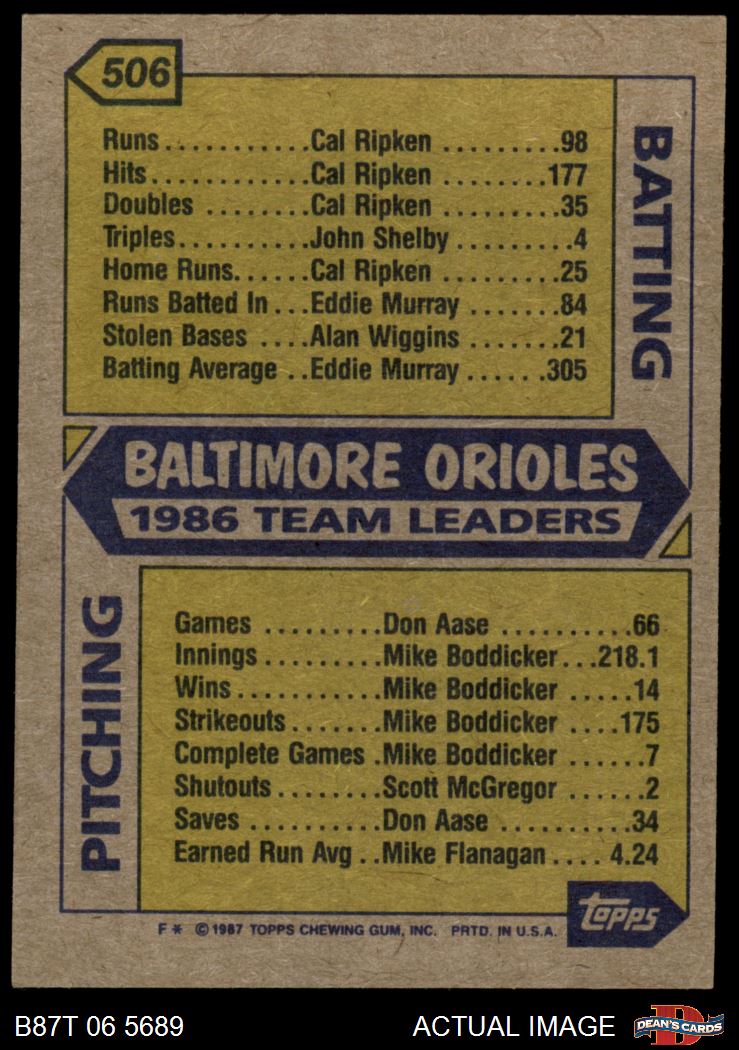 506
Runs...........Cal Ripken .........98
Hits............Cal Ripken ........177
Doubles ........Cal Ripken ........35
Triples..........John Shelby .........4
Home Runs......Cal Ripken ........25
Runs Batted In...Eddie Murray ......84
Stolen Bases ....Alan Wiggins ......21
Batting Average ..Eddie Murray ......305
BATTING
BALTIMORE ORIOLES
1986 TEAM LEADERS
PITCHING
Games .........Don Aase ..........66
Innings .........Mike Boddicker...218.1
Wins...........Mike Boddicker .....14
Strikeouts.......Mike Boddicker ....175
Complete Games .Mike Boddicker ......7
Shutouts........Scott McGregor ......2
Saves ..........Don Aase ..........34
Earned Run Avg ..Mike Flanagan .... 4.24
topps
F * ©1987 TOPPS CHEWING GUM, INC. PRTD. IN U.S.A.
B87T 06 5689
ACTUAL IMAGE
D
DEAN'S CARDS